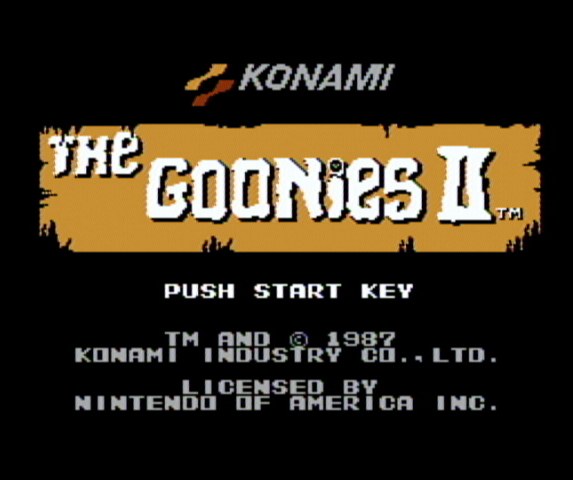 KONAMI
THE GOONIES II TM
PUSH START KEY
TM AND © 1987
KONAMI INDUSTRY CO., LTD.
LICENSED BY
NINTENDO OF AMERICA INC.